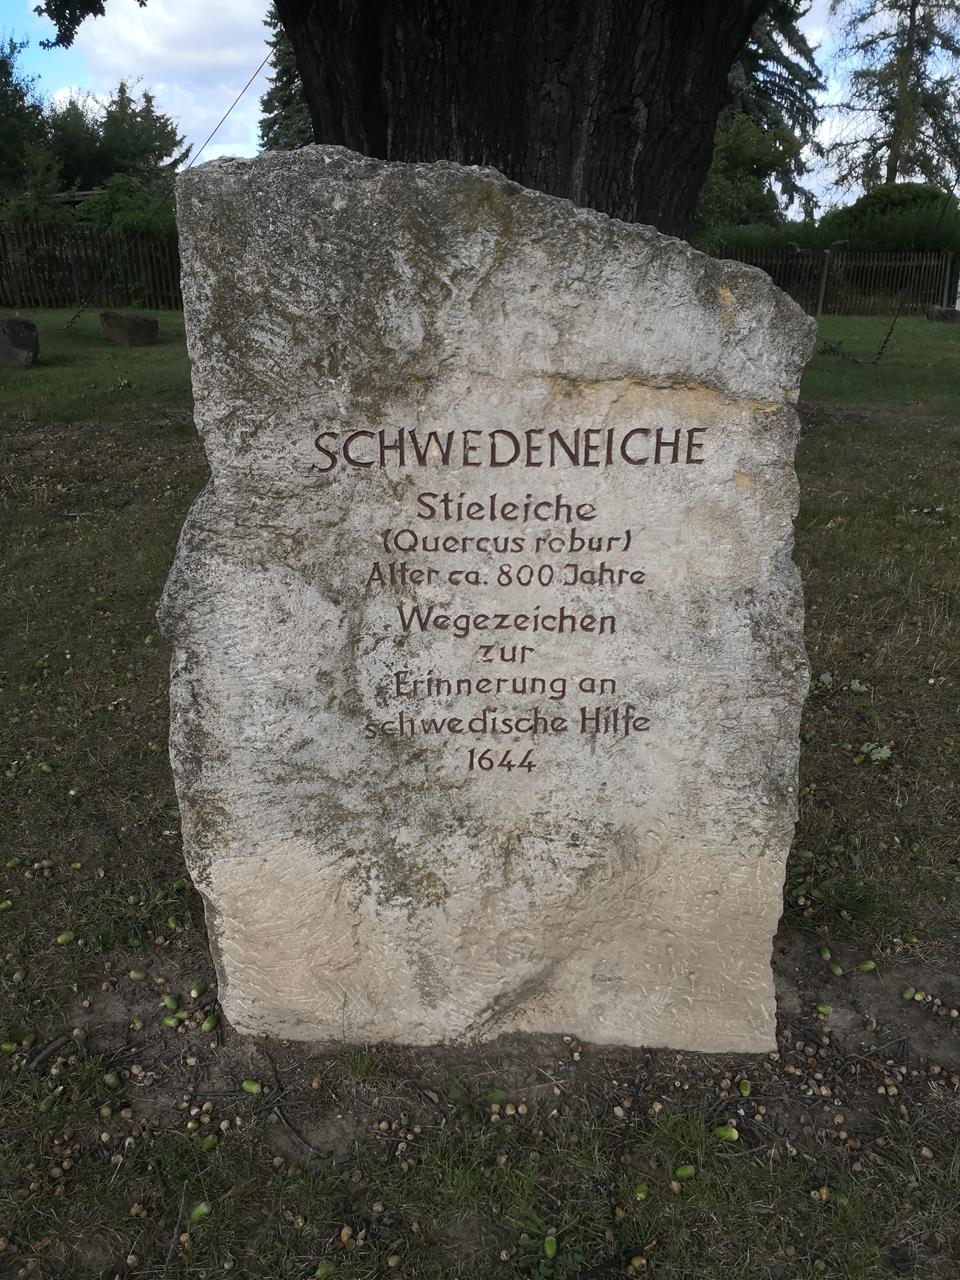 SCHWEDENEICHE
Stieleiche
(Quercus robur)
Alter ca. 800 Jahre
Wegezeichen
zur
Erinnerung an
schwedische Hilfe
1644